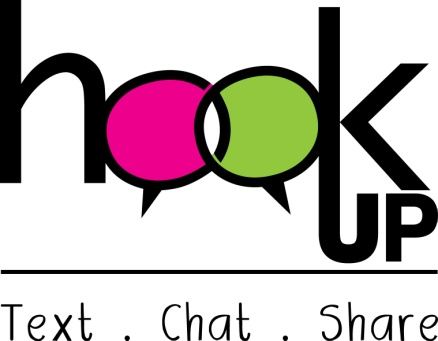 hook
UP
Text . Chat . Share